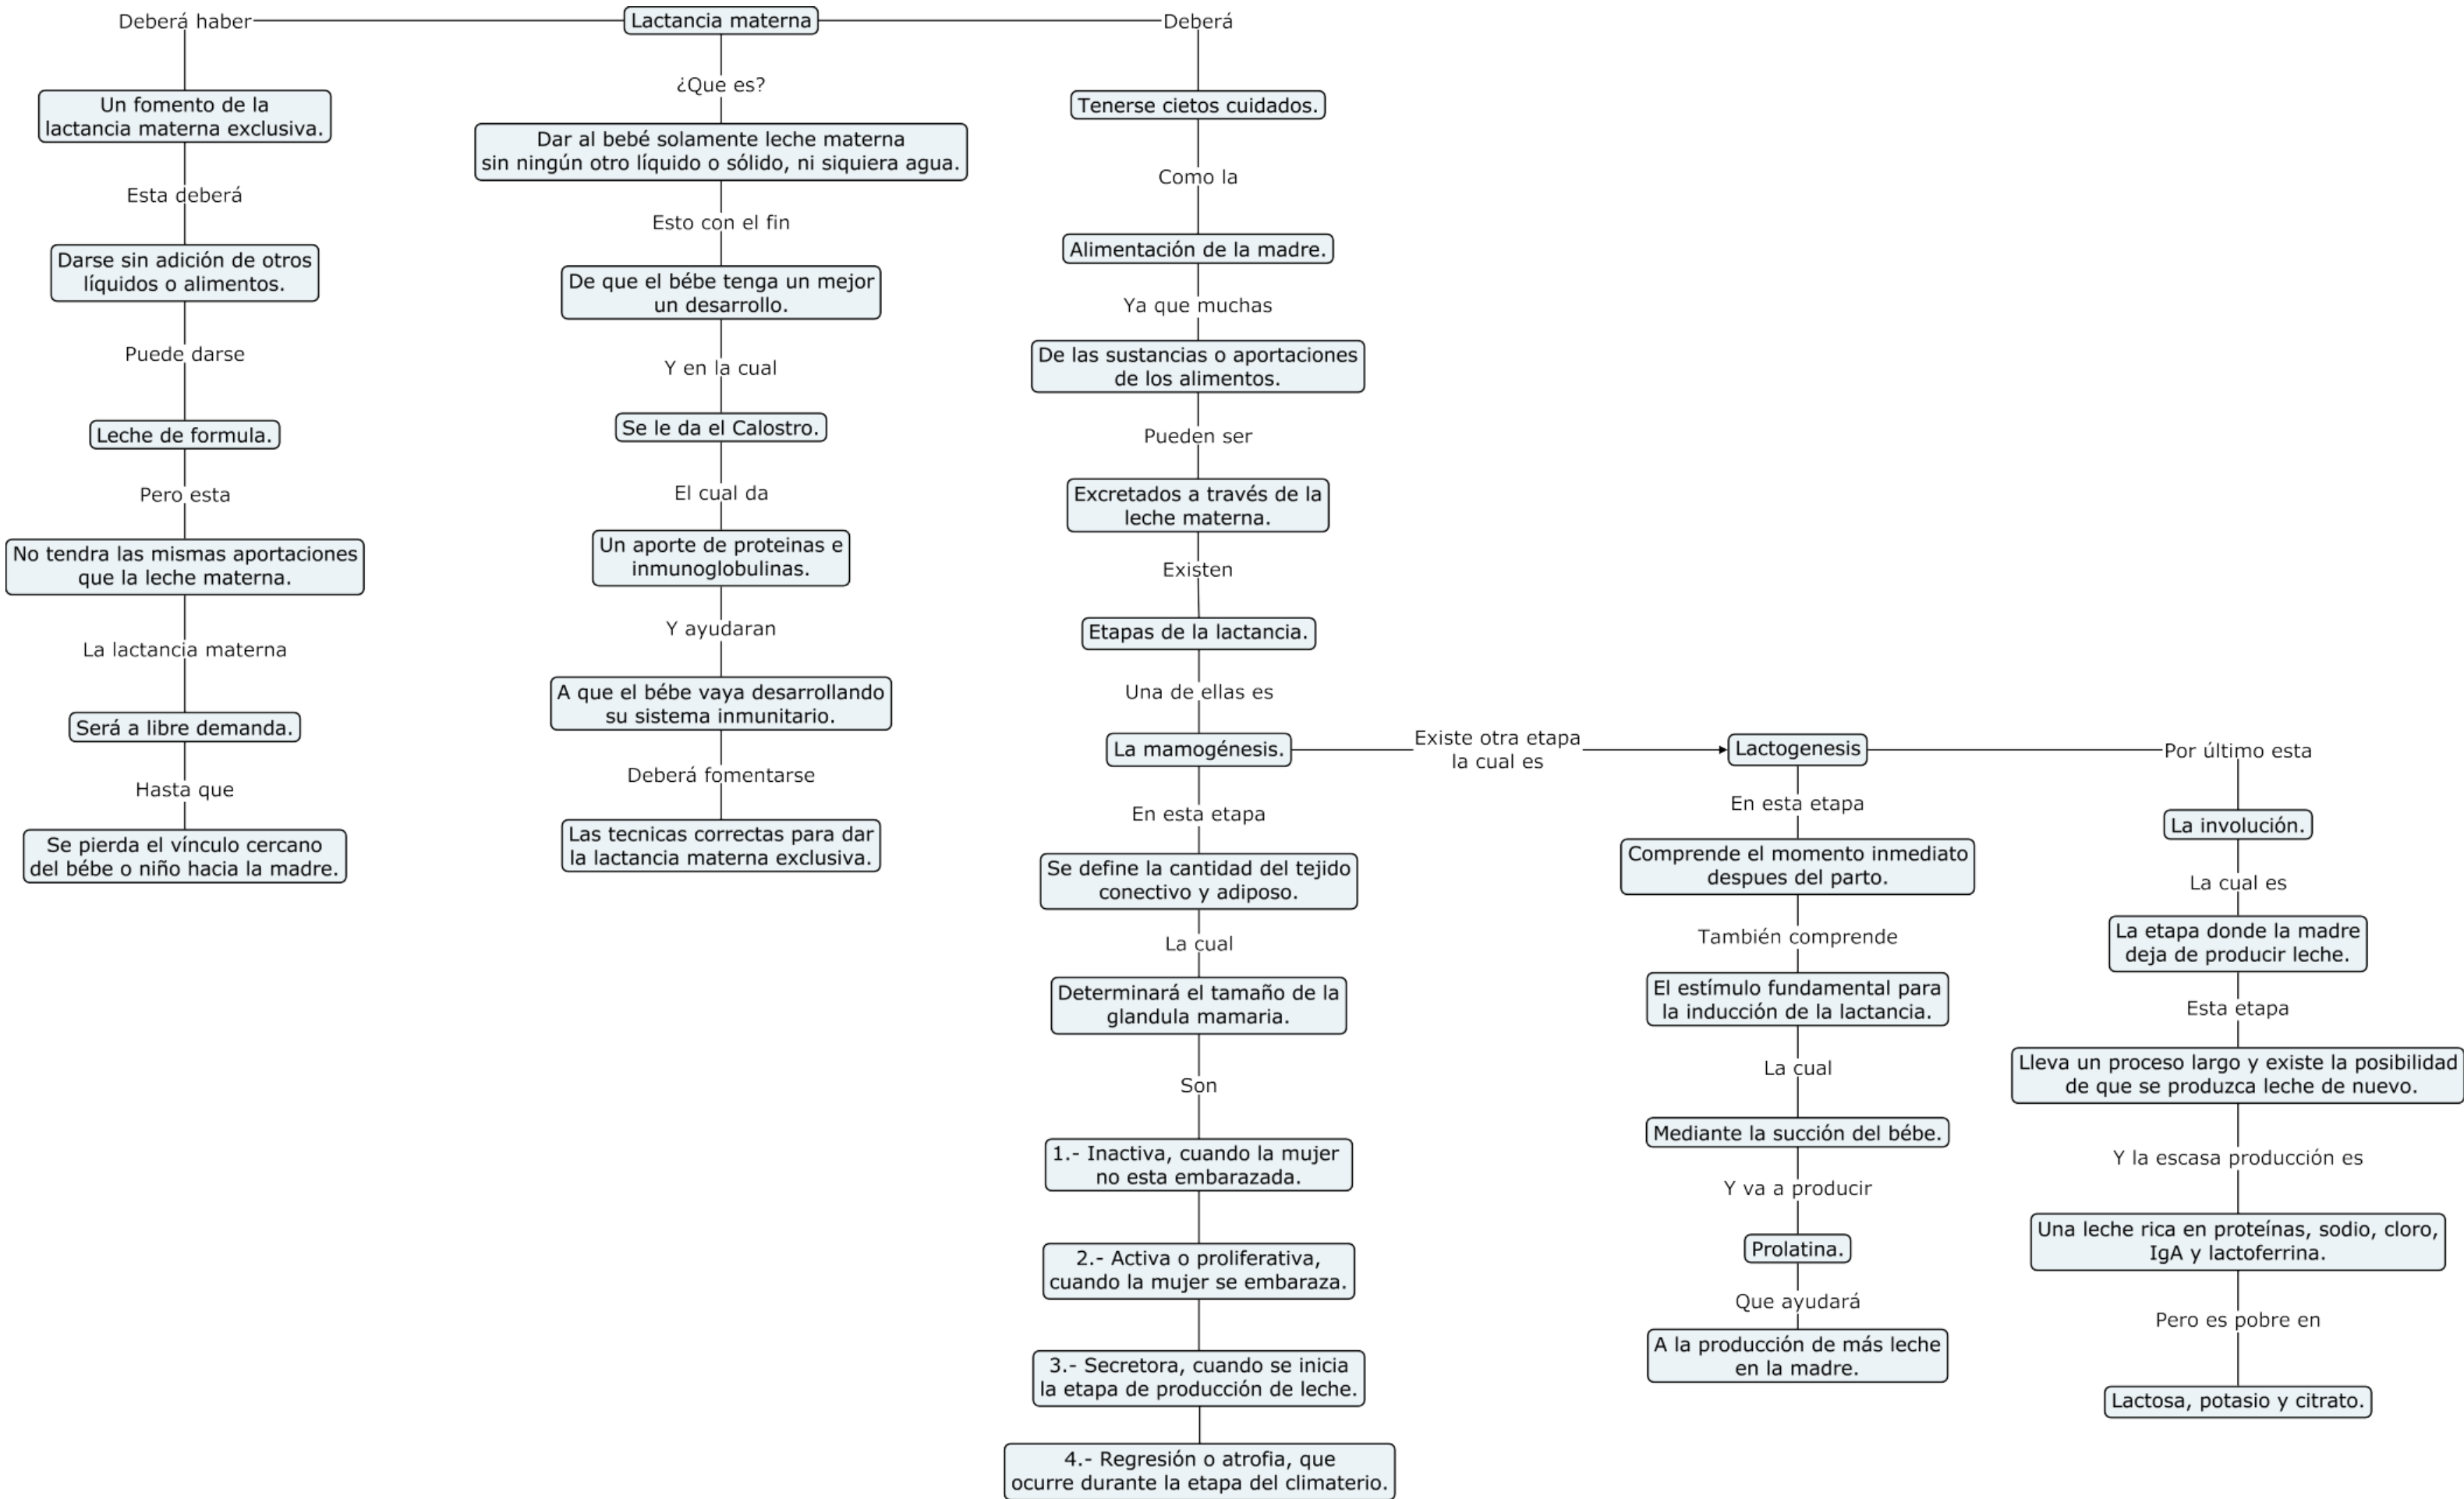 Lactancia materna
Deberá haber
Un fomento de la
lactancia materna exclusiva.
Esta deberá
Darse sin adición de otros
líquidos o alimentos.
Puede darse
Leche de formula.
Pero esta
No tendra las mismas aportaciones
que la leche materna.
La lactancia materna
Será a libre demanda.
Hasta que
Se pierda el vínculo cercano
del bébe o niño hacia la madre.
¿Que es?
Dar al bebé solamente leche materna
sin ningún otro líquido o sólido, ni siquiera agua.
Esto con el fin
De que el bébe tenga un mejor
un desarrollo.
Y en la cual
Se le da el Calostro.
El cual da
Un aporte de proteinas e
inmunoglobulinas.
Y ayudaran
A que el bébe vaya desarrollando
su sistema inmunitario.
Deberá fomentarse
Las tecnicas correctas para dar
la lactancia materna exclusiva.
Deberá
Tenerse cietos cuidados.
Como la
Alimentación de la madre.
Ya que muchas
De las sustancias o aportaciones
de los alimentos.
Pueden ser
Excretados a través de la
leche materna.
Existen
Etapas de la lactancia.
Una de ellas es
La mamogénesis.
En esta etapa
Se define la cantidad del tejido
conectivo y adiposo.
La cual
Determinará el tamaño de la
glandula mamaria.
Son
1.- Inactiva, cuando la mujer
no esta embarazada.
2.- Activa o proliferativa,
cuando la mujer se embaraza.
3.- Secretora, cuando se inicia
la etapa de producción de leche.
4.- Regresión o atrofia, que
ocurre durante la etapa del climaterio.
Existe otra etapa
la cual es
Lactogenesis
En esta etapa
Comprende el momento inmediato
despues del parto.
También comprende
El estímulo fundamental para
la inducción de la lactancia.
La cual
Mediante la succión del bébe.
Y va a producir
Prolatina.
Que ayudará
A la producción de más leche
en la madre.
Por último esta
La involución.
La cual es
La etapa donde la madre
deja de producir leche.
Esta etapa
Lleva un proceso largo y existe la posibilidad
de que se produzca leche de nuevo.
Y la escasa producción es
Una leche rica en proteínas, sodio, cloro,
IgA y lactoferrina.
Pero es pobre en
Lactosa, potasio y citrato.